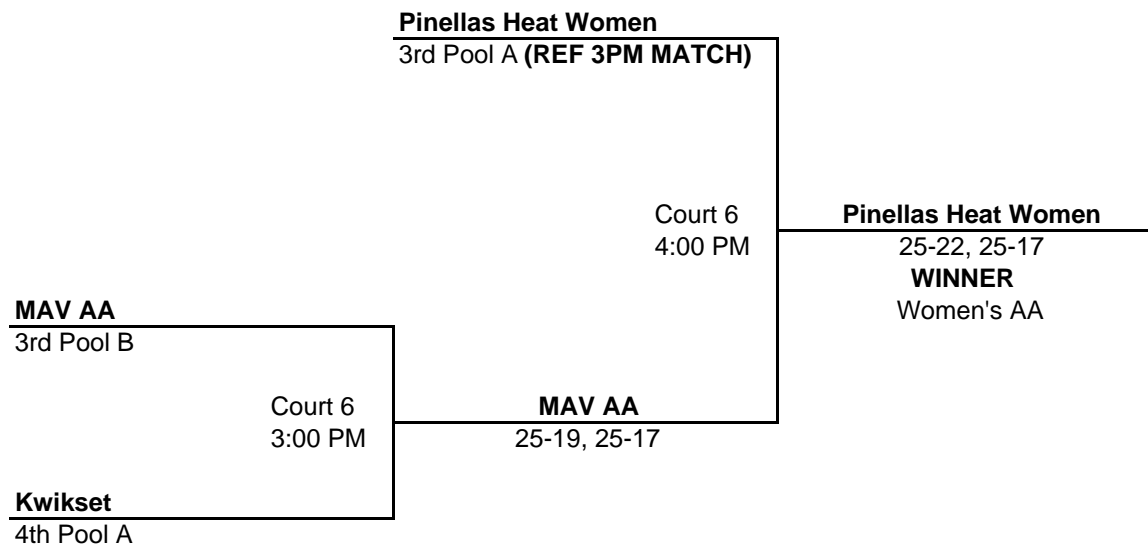 Pinellas Heat Women
3rd Pool A (REF 3PM MATCH)
Court 6
4:00 PM
Pinellas Heat Women
25-22, 25-17
WINNER
Women's AA
MAV AA
3rd Pool B
Court 6
3:00 PM
MAV AA
25-19, 25-17
Kwikset
4th Pool A